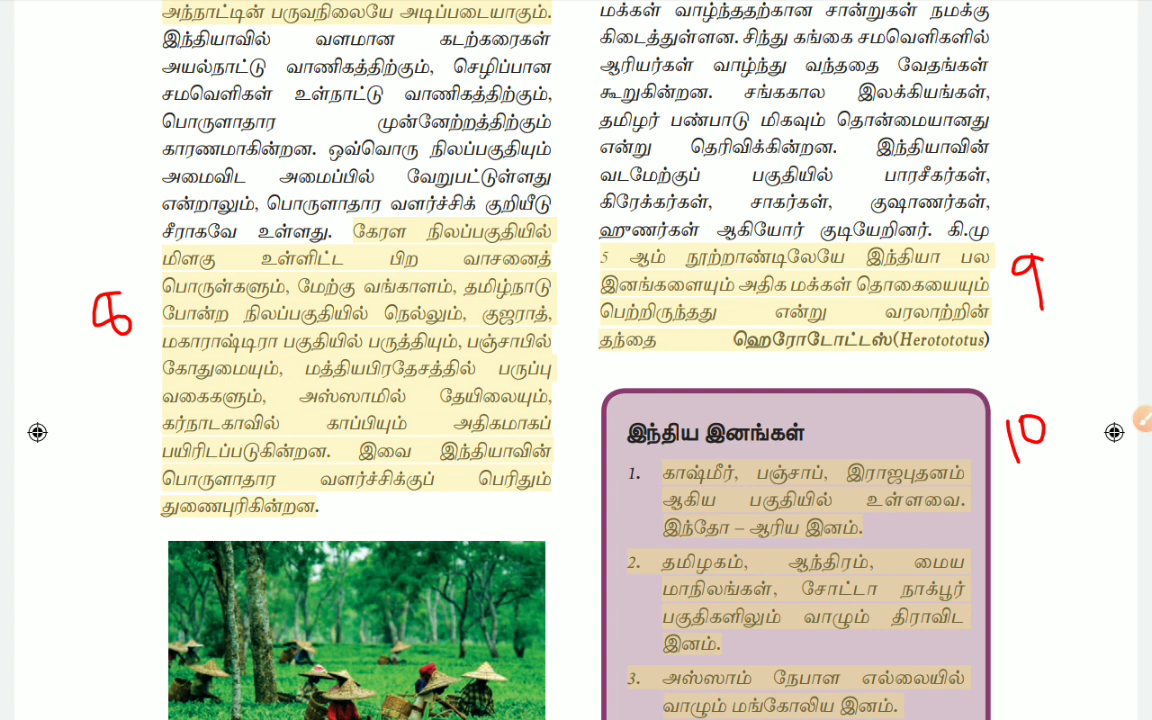 அந்நாட்டின் பருவநிலையே அடிப்படையாகும்.
இந்தியாவில் வளமான கடற்கரைகள்
அயல்நாட்டு வாணிகத்திற்கும், செழிப்பான
சமவெளிகள் உள்நாட்டு வாணிகத்திற்கும்,
பொருளாதார முன்னேற்றத்திற்கும்
காரணமாகின்றன. ஒவ்வொரு நிலப்பகுதியும்
அமைவிட அமைப்பில் வேறுபட்டுள்ளது
என்றாலும், பொருளாதார வளர்ச்சிக் குறியீடு
சீராகவே உள்ளது. கேரள நிலப்பகுதியில்
மிளகு உள்ளிட்ட பிற வாசனைத்
பொருள்களும், மேற்கு வங்காளம், தமிழ்நாடு
போன்ற நிலப்பகுதியில் நெல்லும், குஜராத்,
மகாராஷ்டிரா பகுதியில் பருத்தியும், பஞ்சாபில்
கோதுமையும், மத்தியபிரதேசத்தில் பருப்பு
வகைகளும், அஸ்ஸாமில் தேயிலையும்,
கர்நாடகாவில் காப்பியும் அதிகமாகப்
பயிரிடப்படுகின்றன. இவை இந்தியாவின்
பொருளாதார வளர்ச்சிக்குப் பெரிதும்
துணைபுரிகின்றன.
8
மக்கள் வாழ்ந்ததற்கான சான்றுகள் நமக்கு
கிடைத்துள்ளன. சிந்து கங்கை சமவெளிகளில்
ஆரியர்கள் வாழ்ந்து வந்ததை வேதங்கள்
கூறுகின்றன. சங்ககால இலக்கியங்கள்,
தமிழர் பண்பாடு மிகவும் தொன்மையானது
என்று தெரிவிக்கின்றன. இந்தியாவின்
வடமேற்குப் பகுதியில் பாரசீகர்கள்,
கிரேக்கர்கள், சாகர்கள், குஷாணர்கள்,
ஹுணர்கள் ஆகியோர் குடியேறினர். கி.மு
5 ஆம் நூற்றாண்டிலேயே இந்தியா பல
இனங்களையும் அதிக மக்கள் தொகையையும்
பெற்றிருந்தது என்று வரலாற்றின்
தந்தை ஹெரோடோட்டஸ்(Herotototus)
9
இந்திய இனங்கள்
10
1. காஷ்மீர், பஞ்சாப், இராஜபுதனம்
ஆகிய பகுதியில் உள்ளவை.
இந்தோ – ஆரிய இனம்.
2. தமிழகம், ஆந்திரம், மைய
மாநிலங்கள், சோட்டா நாக்பூர்
பகுதிகளிலும் வாழும் திராவிட
இனம்.
3. அஸ்ஸாம் நேபாள எல்லையில்
வாழும் மங்கோலிய இனம்.